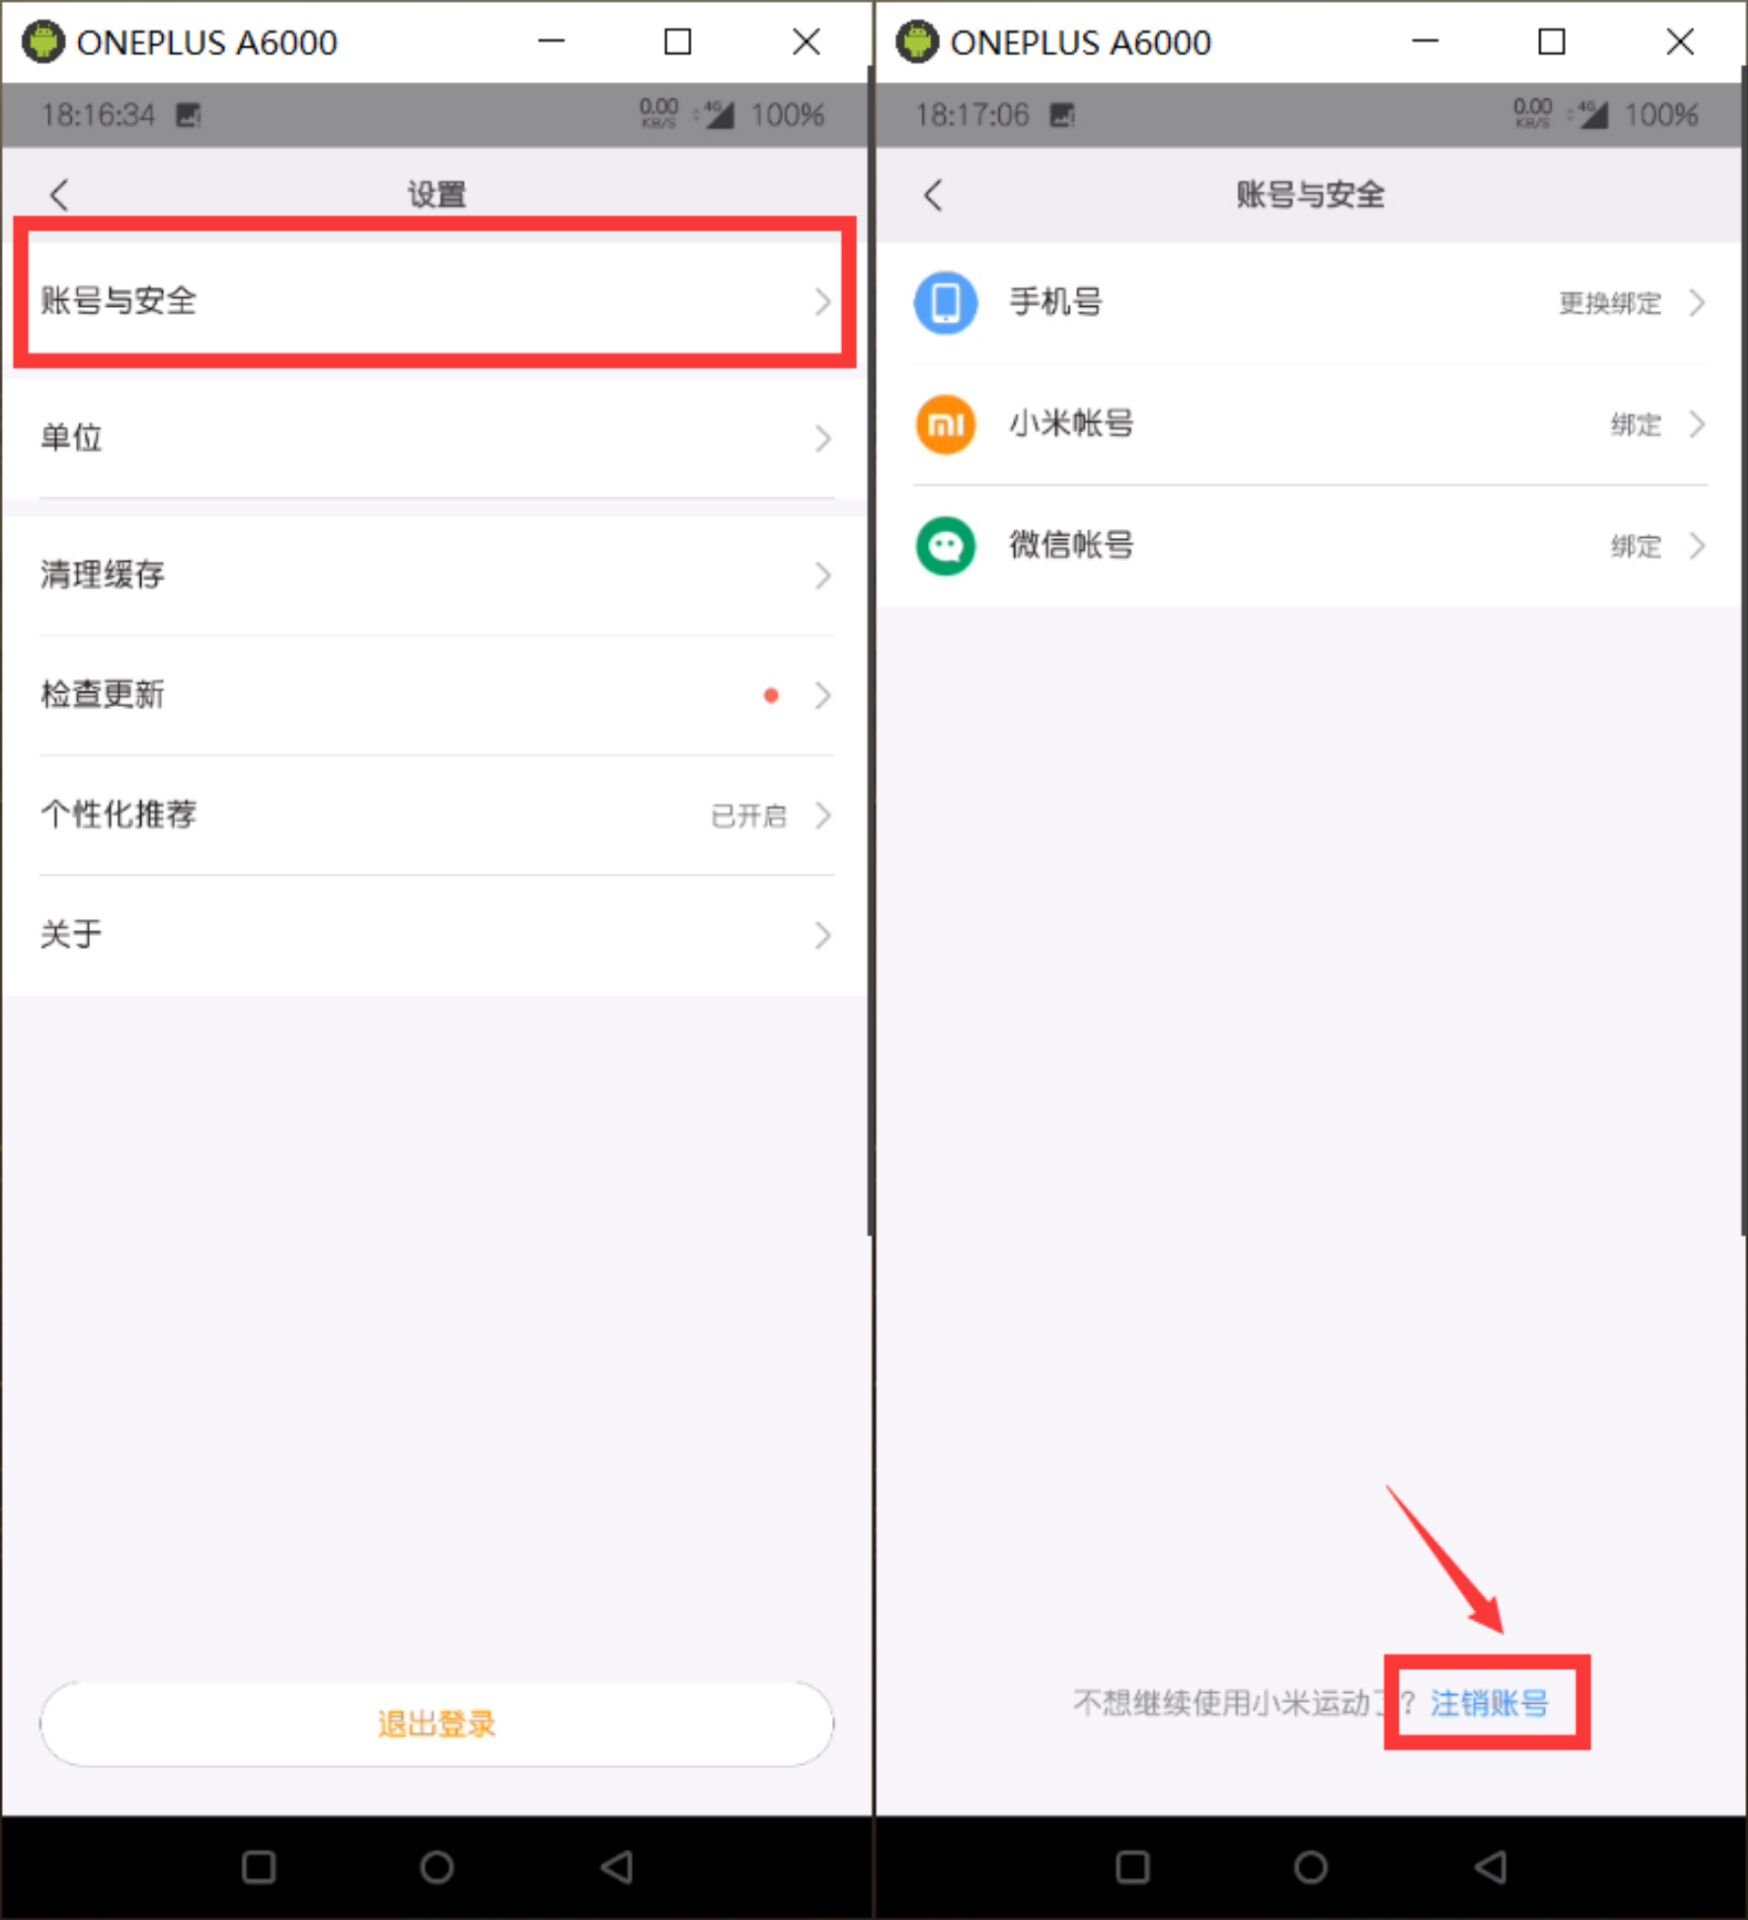 ONEPLUS A6000
18:16:34
0.00
KB/S
4G
100%
设置
账号与安全
单位
清理缓存
检查更新
个性化推荐 已开启
关于
退出登录
ONEPLUS A6000
18:17:06
0.00
KB/S
4G
100%
账号与安全
手机号 更换绑定
小米帐号 绑定
微信帐号 绑定
不想继续使用小米运动了? 注销账号